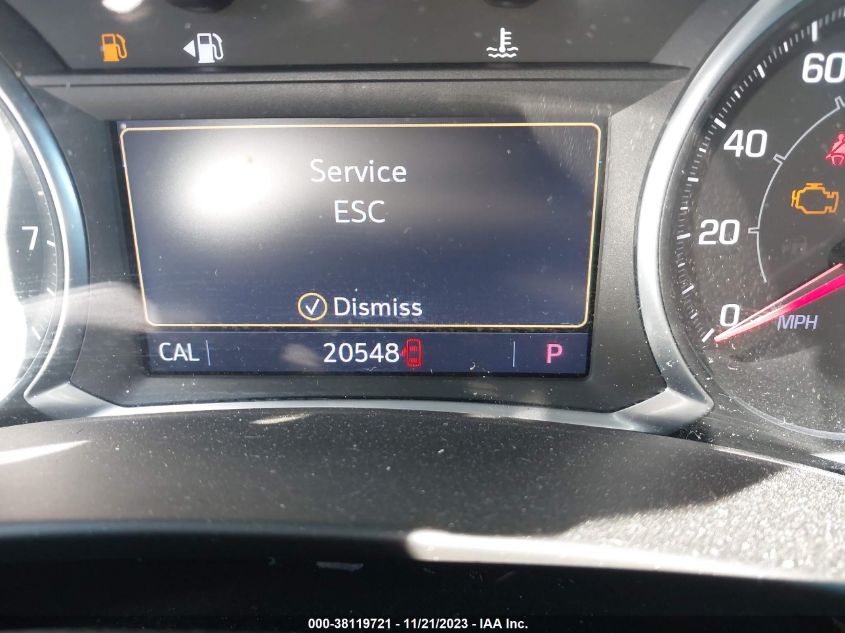 60
40
20
0
MPH
7
Service
ESC
Dismiss
CAL
20548
P
000-38119721 - 11/21/2023 - IAA Inc.